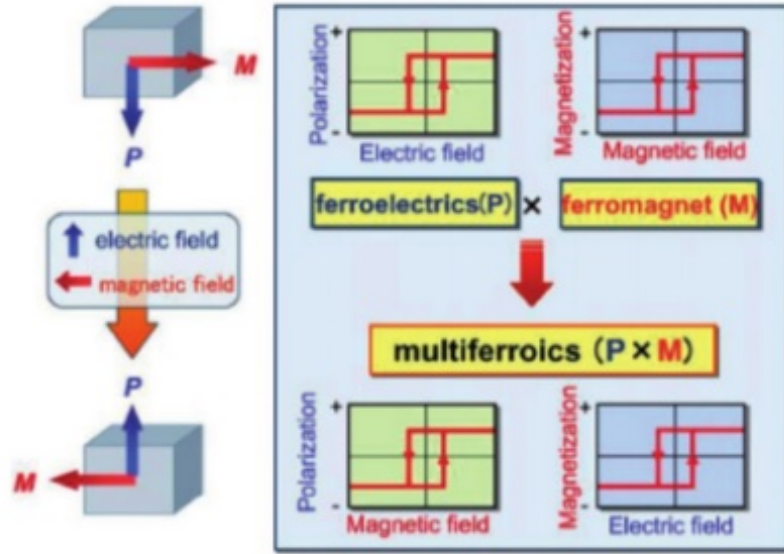 M
P
electric field
magnetic field
P
M
+
Polarization
-
Electric field
+
Magnetization
-
Magnetic field
ferroelectrics(P) × ferromagnet (M)
multiferroics (P × M)
+
Polarization
-
Magnetic field
+
Magnetization
-
Electric field